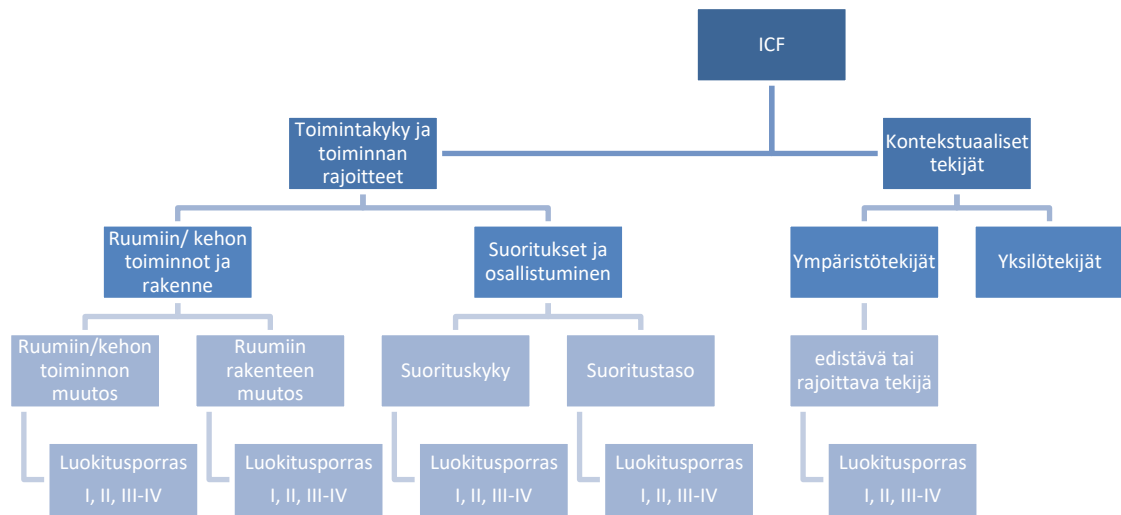 ICF
Toimintakyky ja
toiminnan
rajoitteet
Kontekstuaaliset
tekijät
Ruumiin/ kehon
toiminnot ja
rakenne
Suoritukset ja
osallistuminen
Ympäristötekijät
Yksilötekijät
Ruumiin/kehon
toiminnon
muutos
Ruumiin
rakenteen
muutos
Suorituskyky
Suoritustaso
edistävä tai
rajoittava tekijä
Luokitusporras
I, II, III-IV
Luokitusporras
I, II, III-IV
Luokitusporras
I, II, III-IV
Luokitusporras
I, II, III-IV
Luokitusporras
I, II, III-IV